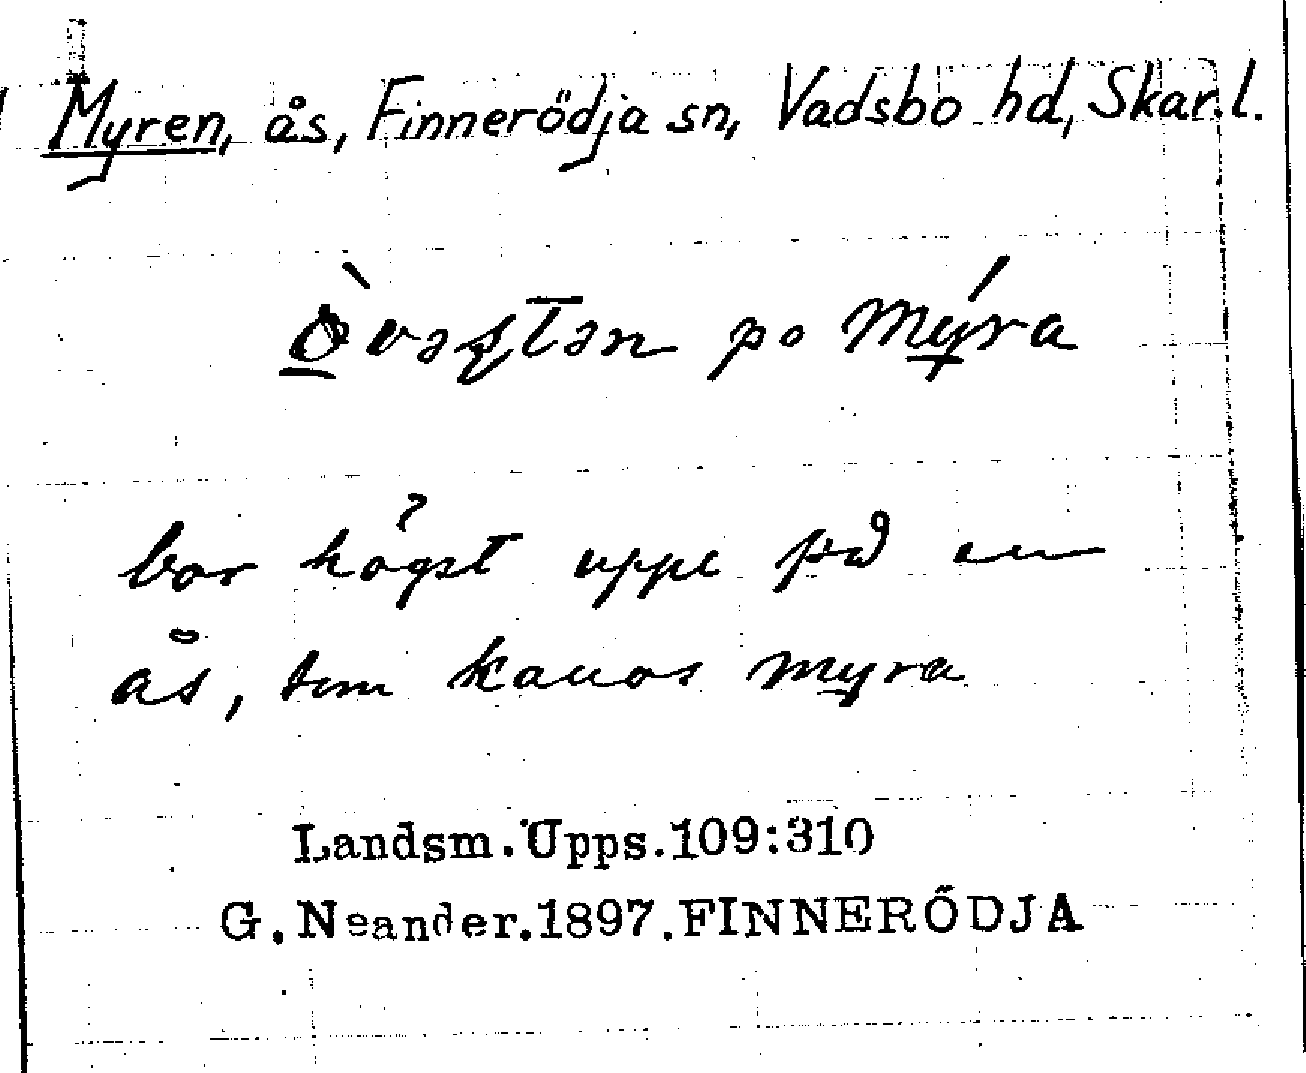 Myren, ås, Finnerödja sn, Vadsbo hd, Skar.l.
po myra
bor högst uppe på en
ås, som kallas myra
Landsm.Upps.109:310
G.Neander.1897.FINNERÖDJA